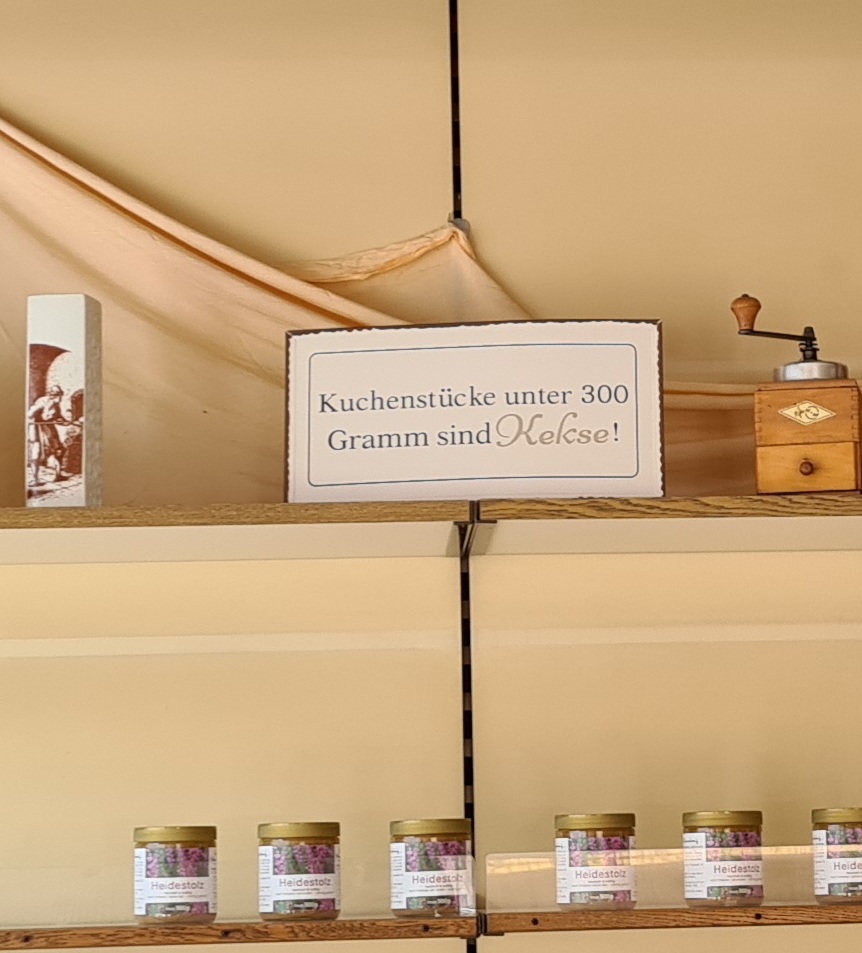 Kuchenstücke unter 300
Gramm sind Kekse!
Heidestolz
Heidestolz
Heidestolz
Heidestolz
Heidestolz